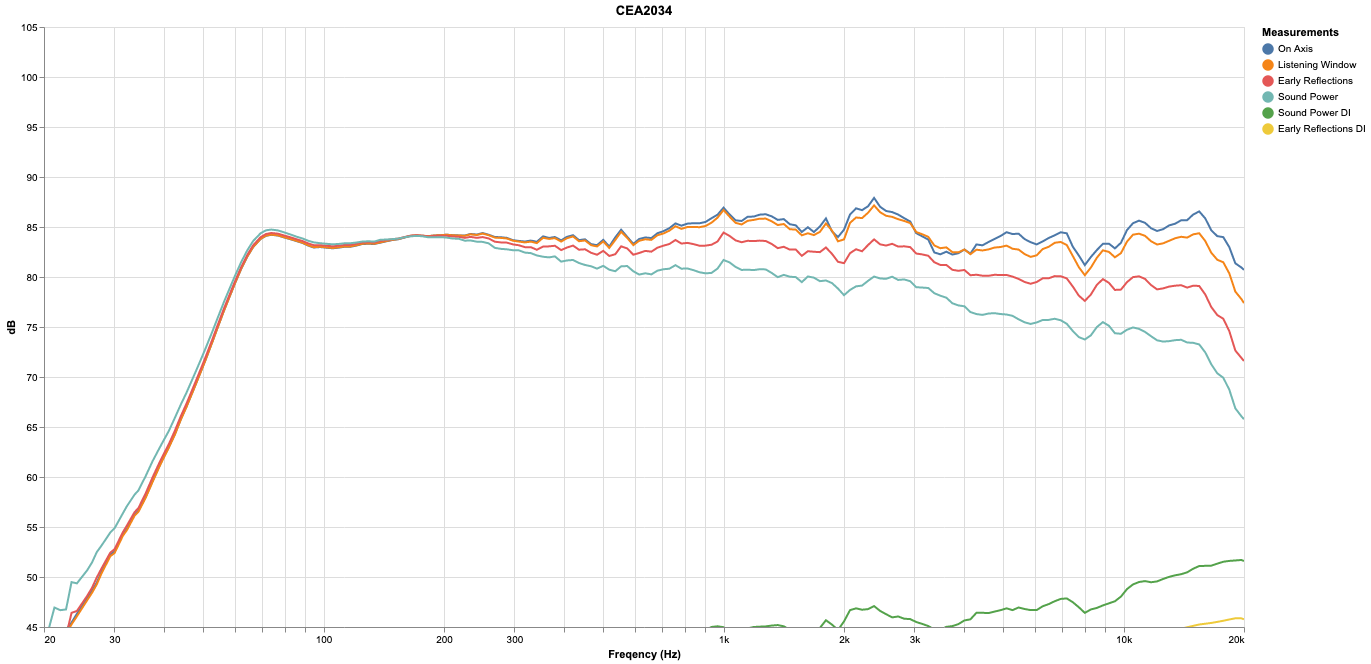 CEA2034
105
100
95
90
85
80
75
70
65
60
55
50
45
dB
20 30 100 200 300 1k 2k 3k 10k 20k
Freqency (Hz)
Measurements
On Axis
Listening Window
Early Reflections
Sound Power
Sound Power DI
Early Reflections DI